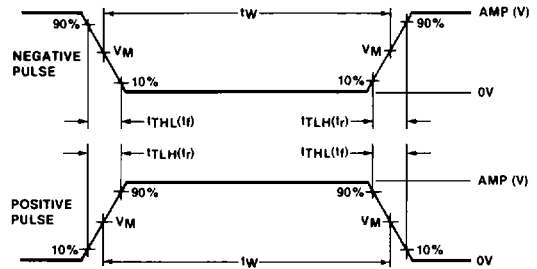 tW AMP (V)
90% 90%
NEGATIVE PULSE VM VM
10% 10%
0V
tTHL(tf) tTLH(tr)
tTLH(tr) tTHL(tf)
AMP (V)
90% 90%
POSITIVE PULSE VM VM
10% 10%
tW 0V